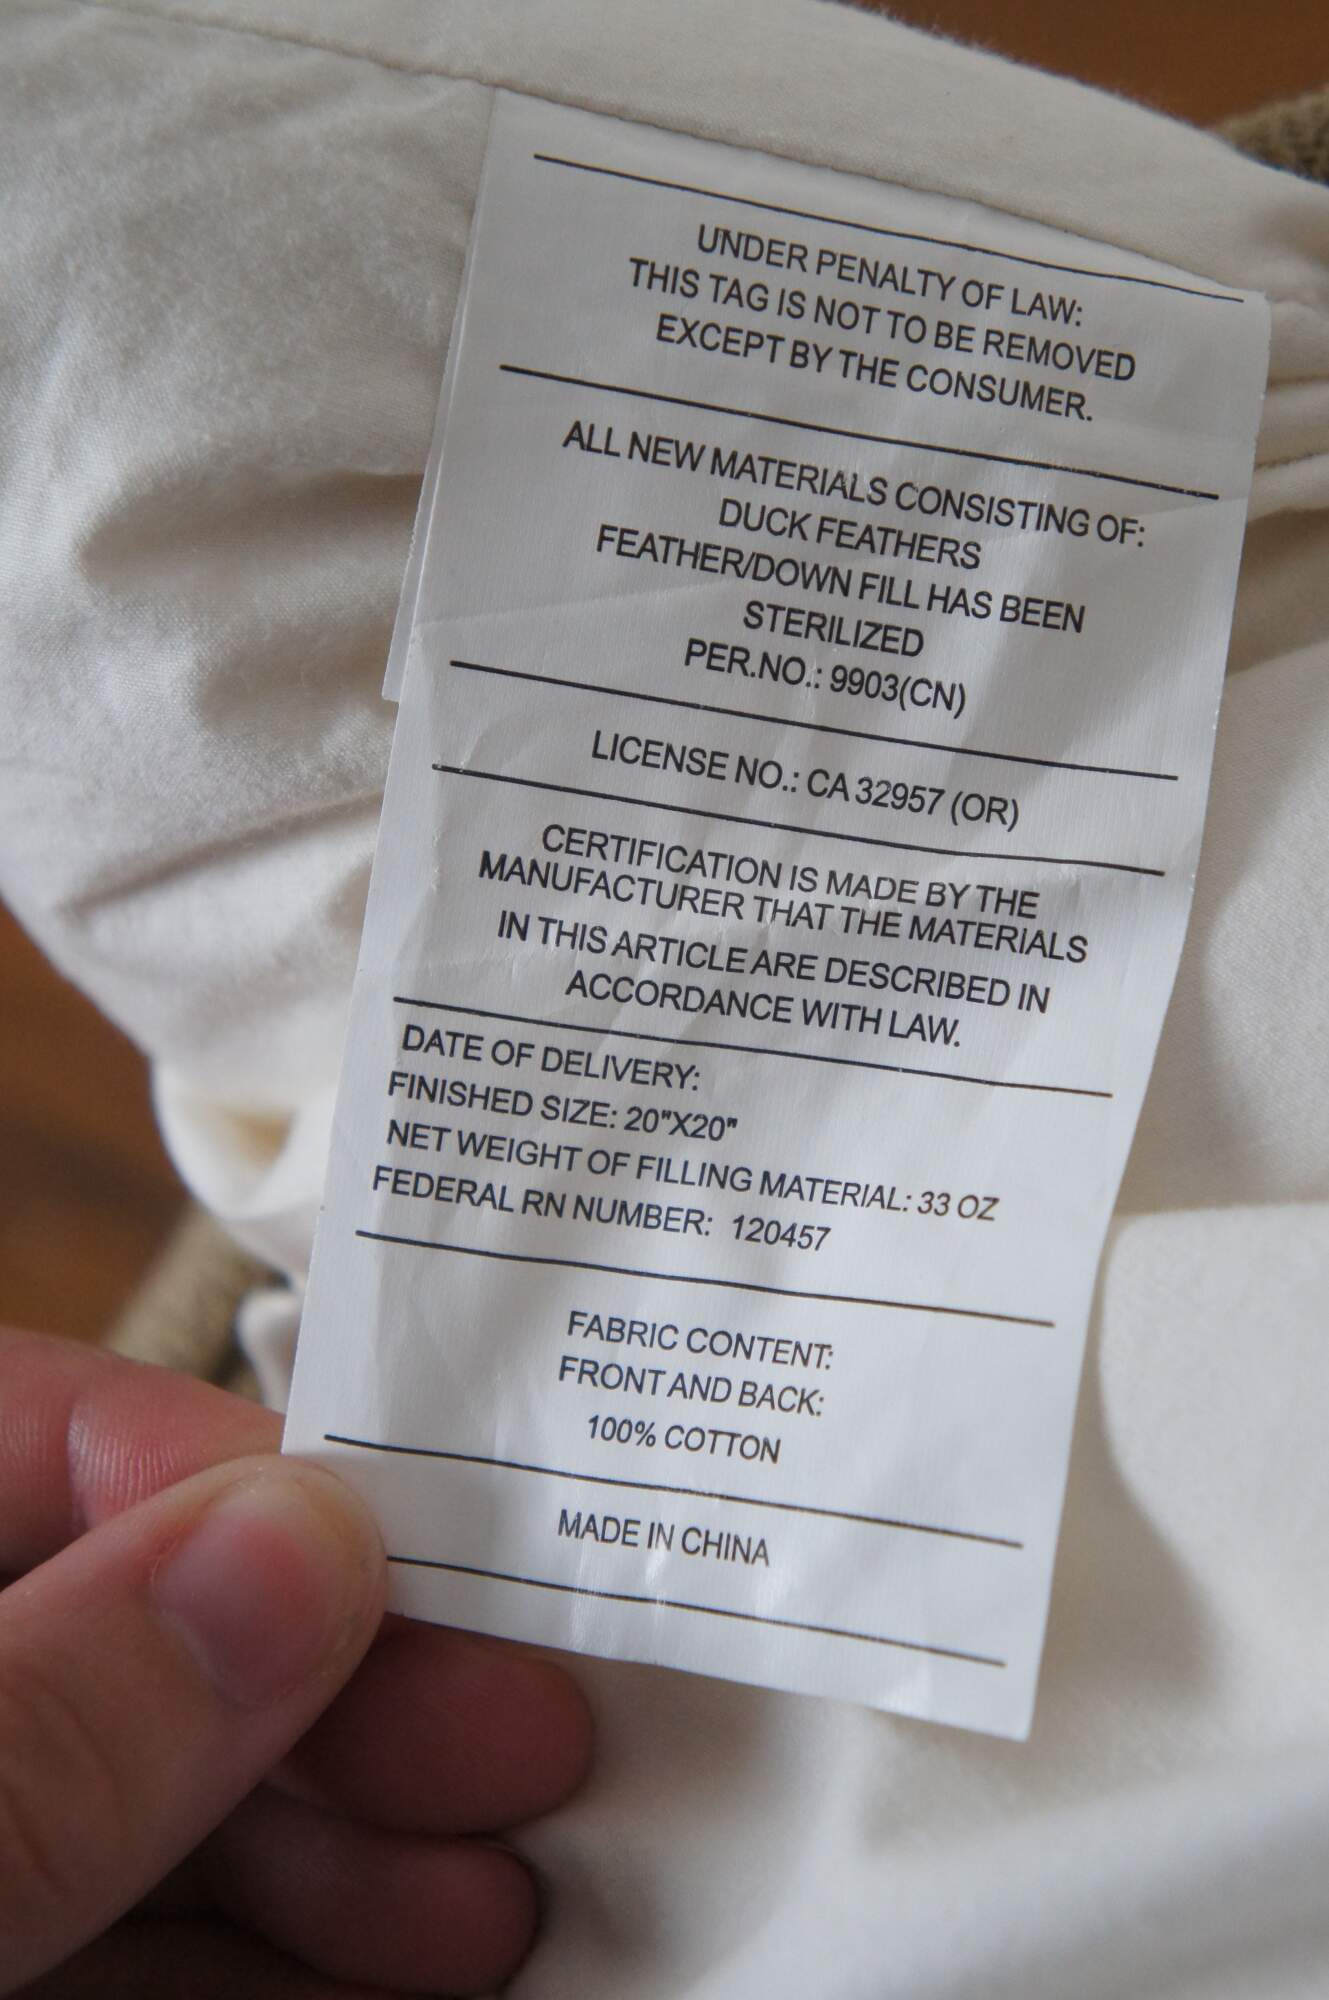 UNDER PENALTY OF LAW:
THIS TAG IS NOT TO BE REMOVED
EXCEPT BY THE CONSUMER.
ALL NEW MATERIALS CONSISTING OF:
DUCK FEATHERS
FEATHER/DOWN FILL HAS BEEN
STERILIZED
PER.NO.: 9903(CN)
LICENSE NO.: CA 32957 (OR)
CERTIFICATION IS MADE BY THE
MANUFACTURER THAT THE MATERIALS
IN THIS ARTICLE ARE DESCRIBED IN
ACCORDANCE WITH LAW.
DATE OF DELIVERY:
FINISHED SIZE: 20"X20"
NET WEIGHT OF FILLING MATERIAL: 33 OZ
FEDERAL RN NUMBER: 120457
FABRIC CONTENT:
FRONT AND BACK:
100% COTTON
MADE IN CHINA